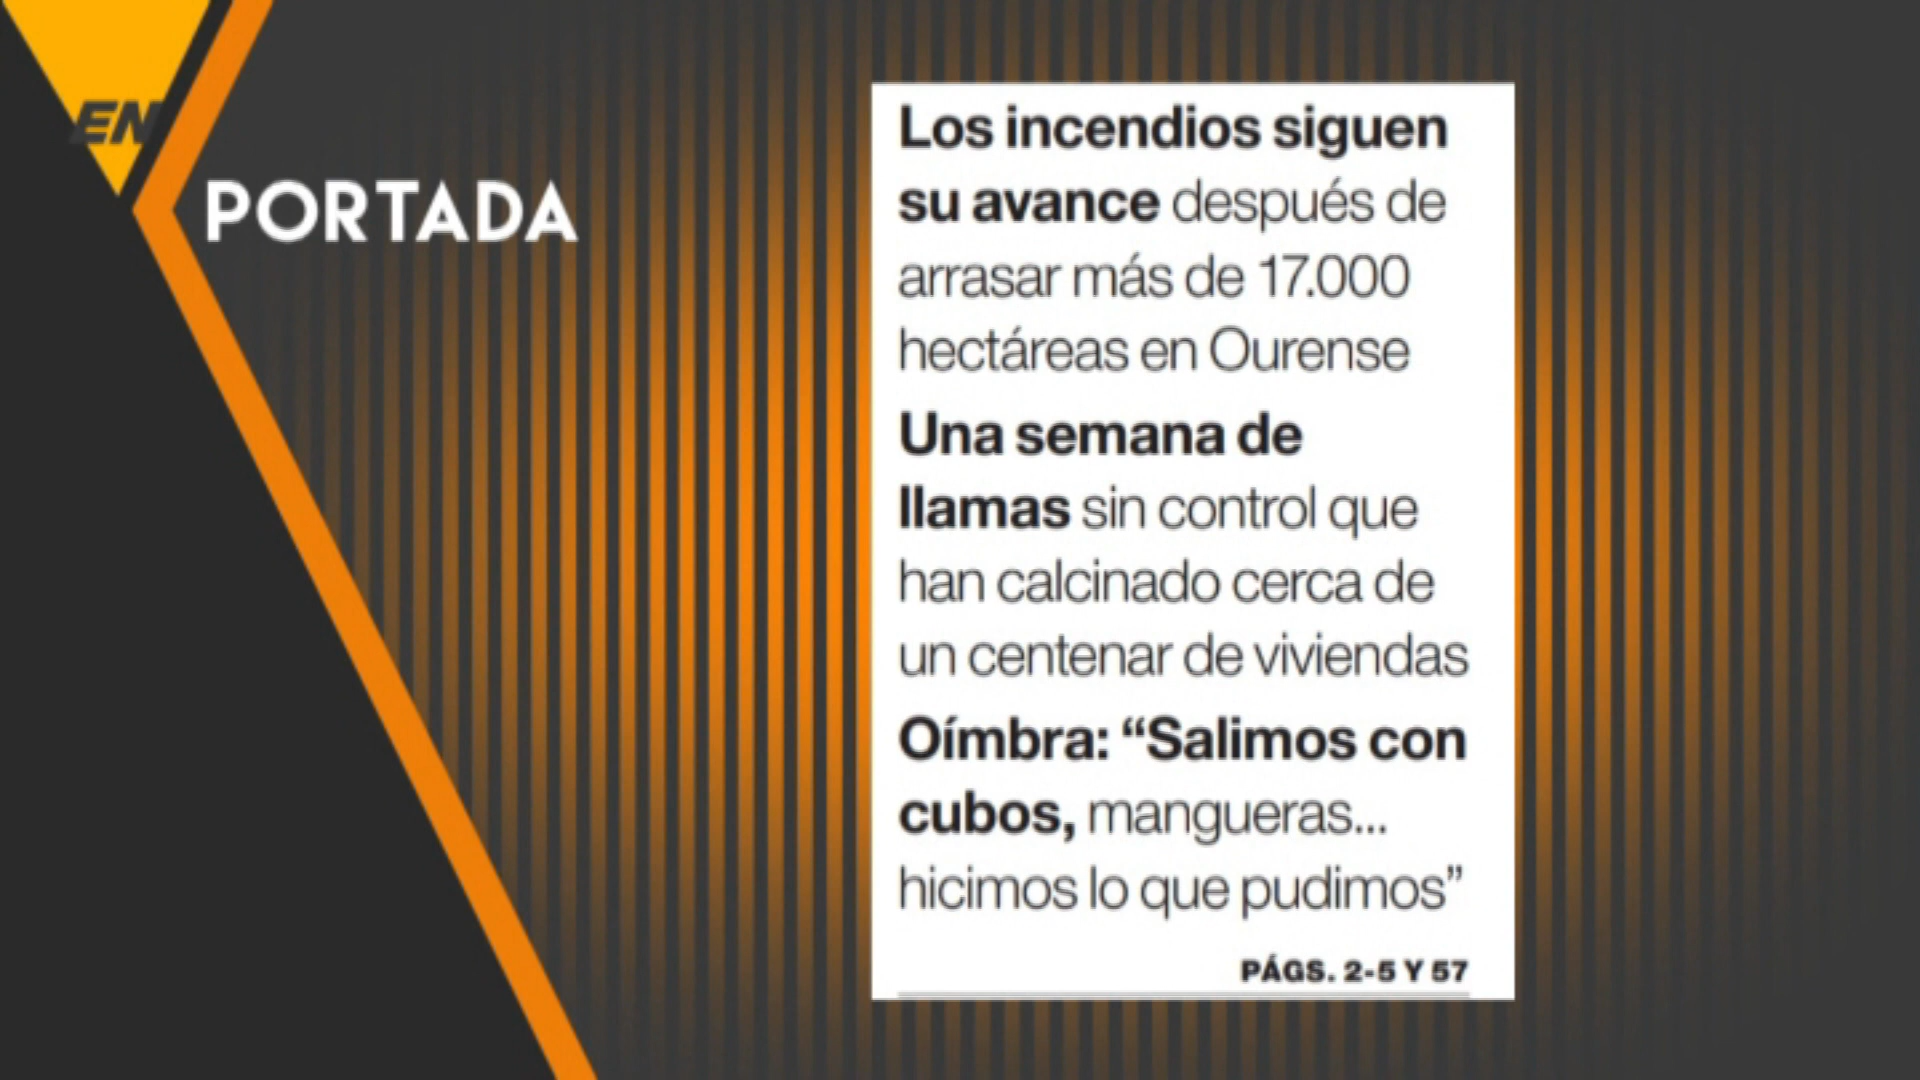 EN
PORTADA
Los incendios siguen
su avance después de
arrasar más de 17.000
hectáreas en Ourense
Una semana de
llamas sin control que
han calcinado cerca de
un centenar de viviendas
Oímbra: “Salimos con
cubos, mangueras...
hicimos lo que pudimos”
PÁGS. 2-5 Y 57